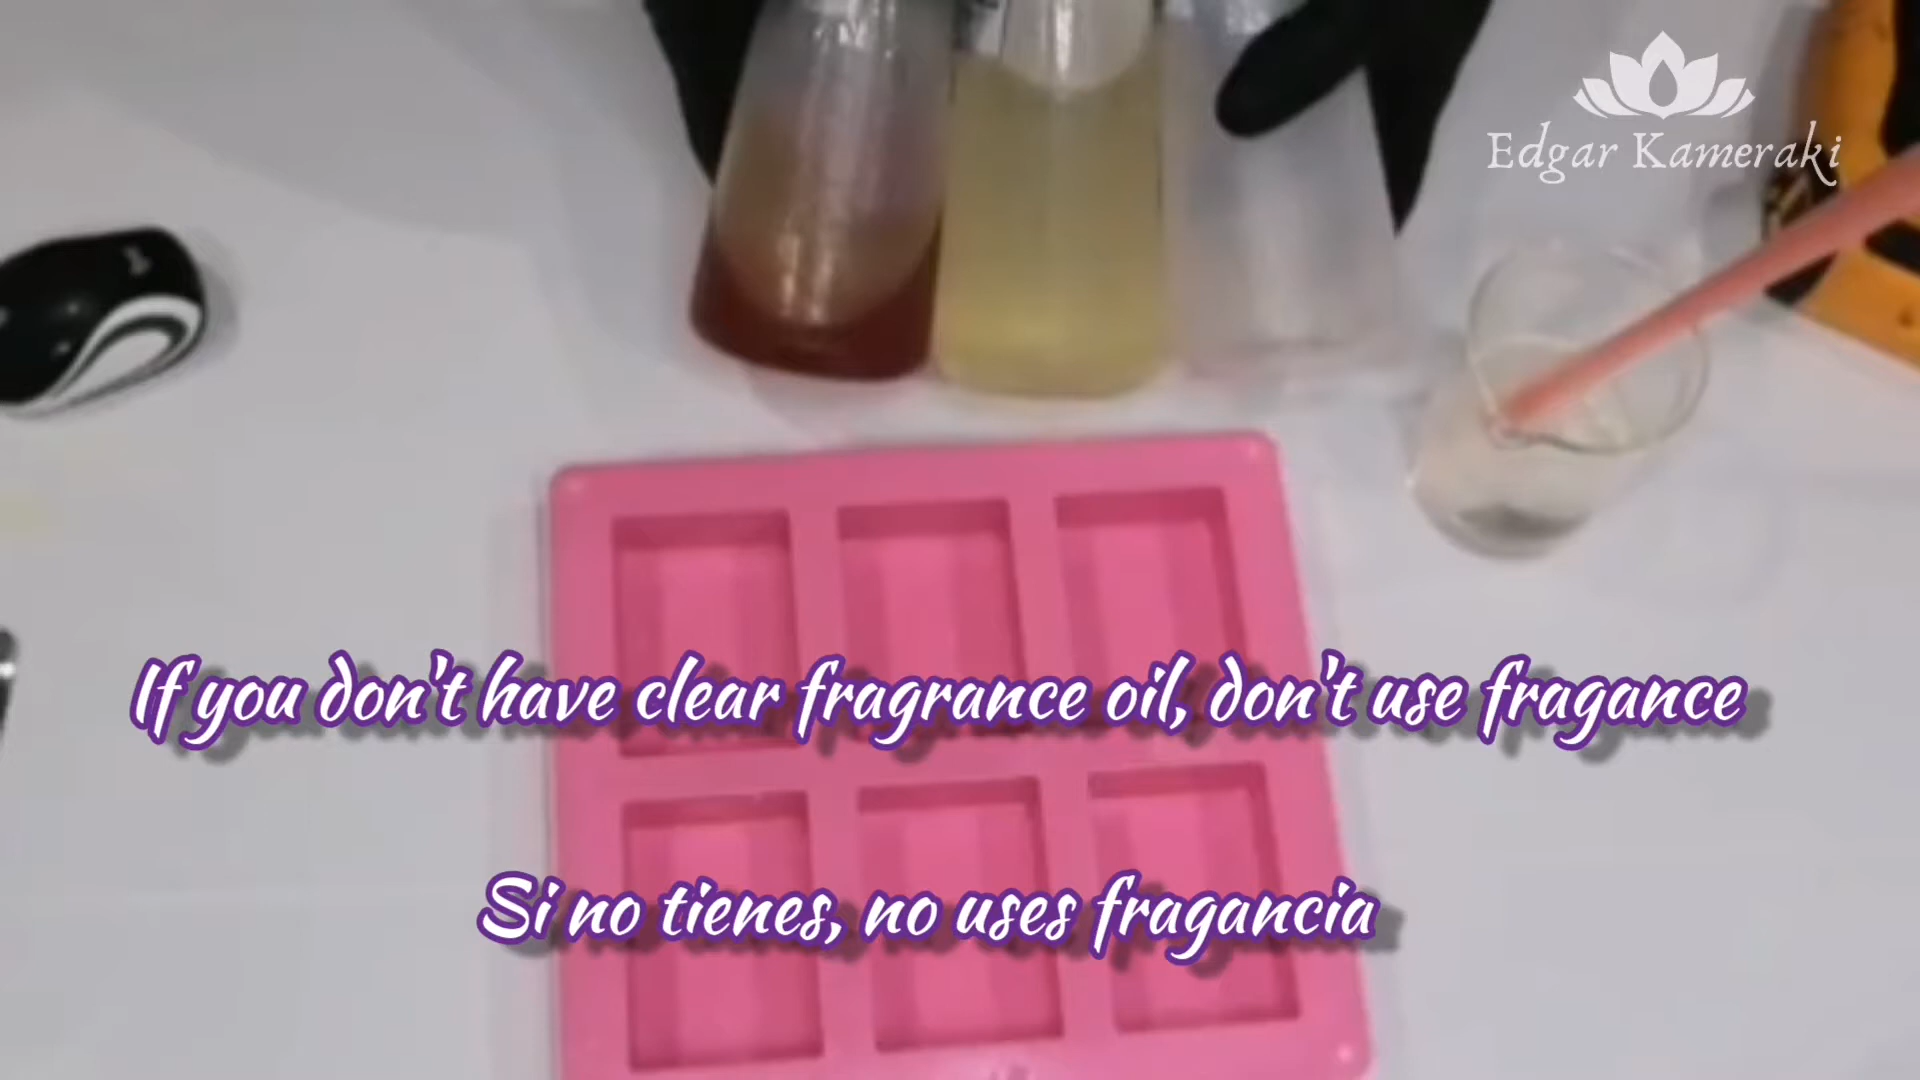 Edgar Kameraki
If you don't have clear fragrance oil, don't use fragance
Si no tienes, no uses fragancia